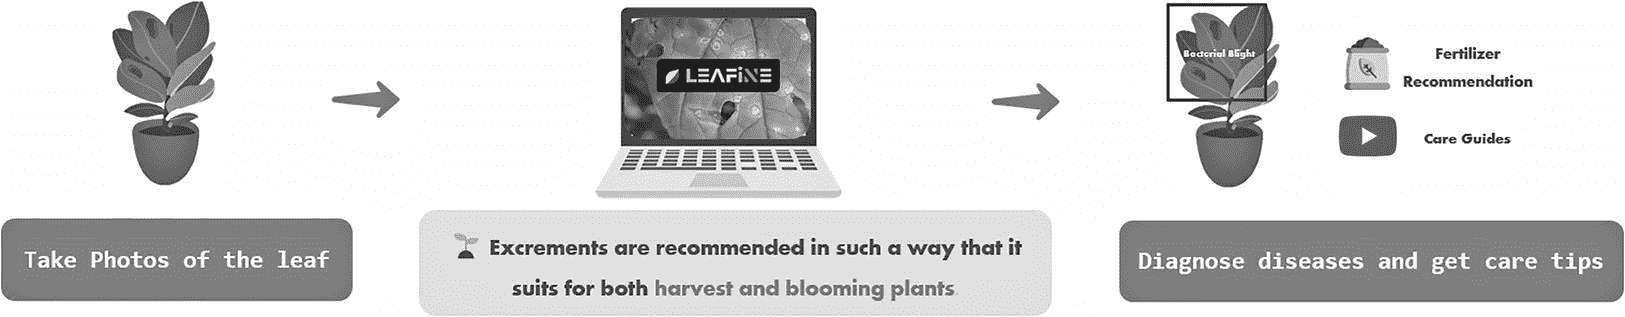 LEAFINE
Bacterial Blight
Fertilizer
Recommendation
Care Guides
Take Photos of the leaf
Excrements are recommended in such a way that it
suits for both harvest and blooming plants.
Diagnose diseases and get care tips